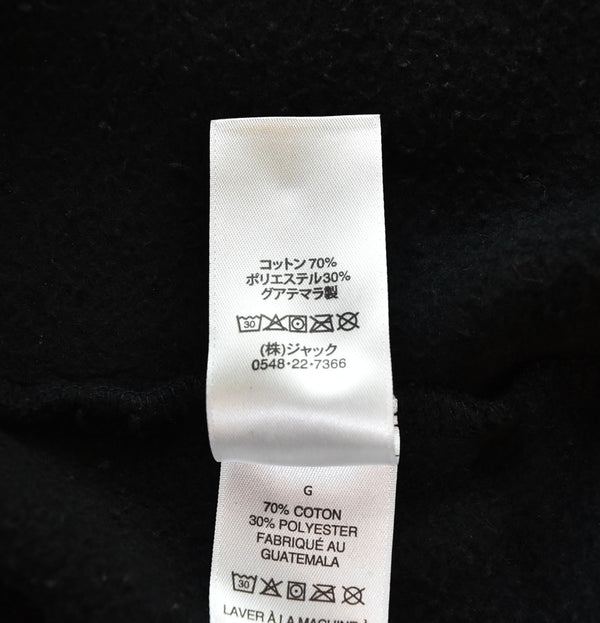 コットン70%
ポリエステル30%
グアテマラ製
30
(株)ジャック
0548・22・7366
G
70% COTON
30% POLYESTER
FABRIQUÉ AU
GUATEMALA
30
LAVER À LA MACHINE À